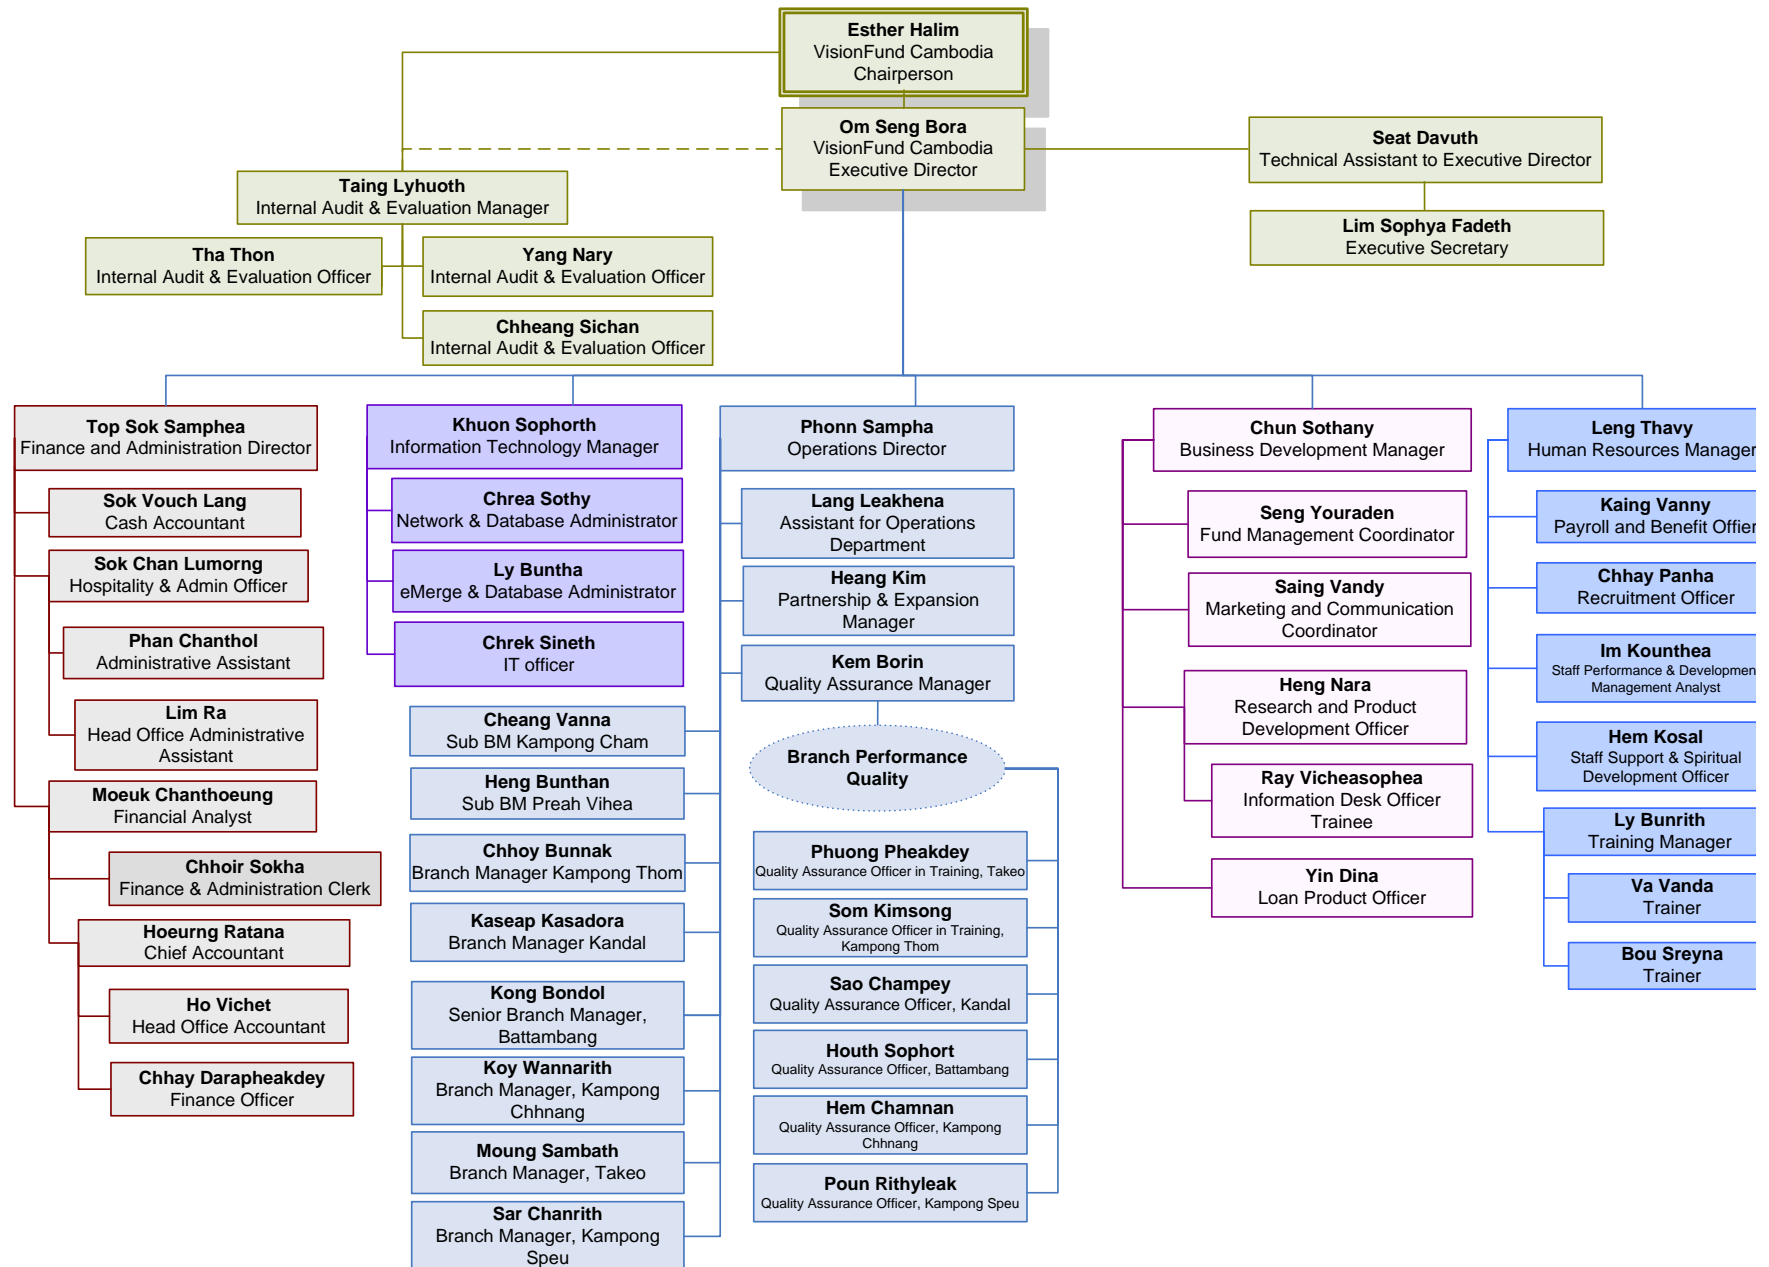 Esther Halim
VisionFund Cambodia
Chairperson
Om Seng Bora
VisionFund Cambodia
Executive Director
Seat Davuth
Technical Assistant to Executive Director
Lim Sophya Fadeth
Executive Secretary
Taing Lyhuoth
Internal Audit & Evaluation Manager
Tha Thon
Internal Audit & Evaluation Officer
Yang Nary
Internal Audit & Evaluation Officer
Chheang Sichan
Internal Audit & Evaluation Officer
Top Sok Samphea
Finance and Administration Director
Sok Vouch Lang
Cash Accountant
Sok Chan Lumorng
Hospitality & Admin Officer
Phan Chanthol
Administrative Assistant
Lim Ra
Head Office Administrative
Assistant
Moeuk Chanthoeung
Financial Analyst
Chhoir Sokha
Finance & Administration Clerk
Hoeurng Ratana
Chief Accountant
Ho Vichet
Head Office Accountant
Chhay Darapheakdey
Finance Officer
Khuon Sophorth
Information Technology Manager
Chrea Sothy
Network & Database Administrator
Ly Buntha
eMerge & Database Administrator
Chrek Sineth
IT officer
Phonn Sampha
Operations Director
Lang Leakhena
Assistant for Operations
Department
Heang Kim
Partnership & Expansion
Manager
Kem Borin
Quality Assurance Manager
Cheang Vanna
Sub BM Kampong Cham
Heng Bunthan
Sub BM Preah Vihea
Chhoy Bunnak
Branch Manager Kampong Thom
Kaseap Kasadora
Branch Manager Kandal
Kong Bondol
Senior Branch Manager,
Battambang
Koy Wannarith
Branch Manager, Kampong
Chhnang
Moung Sambath
Branch Manager, Takeo
Sar Chanrith
Branch Manager, Kampong
Speu
Branch Performance
Quality
Phuong Pheakdey
Quality Assurance Officer in Training, Takeo
Som Kimsong
Quality Assurance Officer in Training,
Kampong Thom
Sao Champey
Quality Assurance Officer, Kandal
Houth Sophort
Quality Assurance Officer, Battambang
Hem Chamnan
Quality Assurance Officer, Kampong
Chhnang
Poun Rithyleak
Quality Assurance Officer, Kampong Speu
Chun Sothany
Business Development Manager
Seng Youraden
Fund Management Coordinator
Saing Vandy
Marketing and Communication
Coordinator
Heng Nara
Research and Product
Development Officer
Ray Vicheasophea
Information Desk Officer
Trainee
Yin Dina
Loan Product Officer
Leng Thavy
Human Resources Manager
Kaing Vanny
Payroll and Benefit Offier
Chhay Panha
Recruitment Officer
Im Kounthea
Staff Performance & Developmen
Management Analyst
Hem Kosal
Staff Support & Spiritual
Development Officer
Ly Bunrith
Training Manager
Va Vanda
Trainer
Bou Sreyna
Trainer